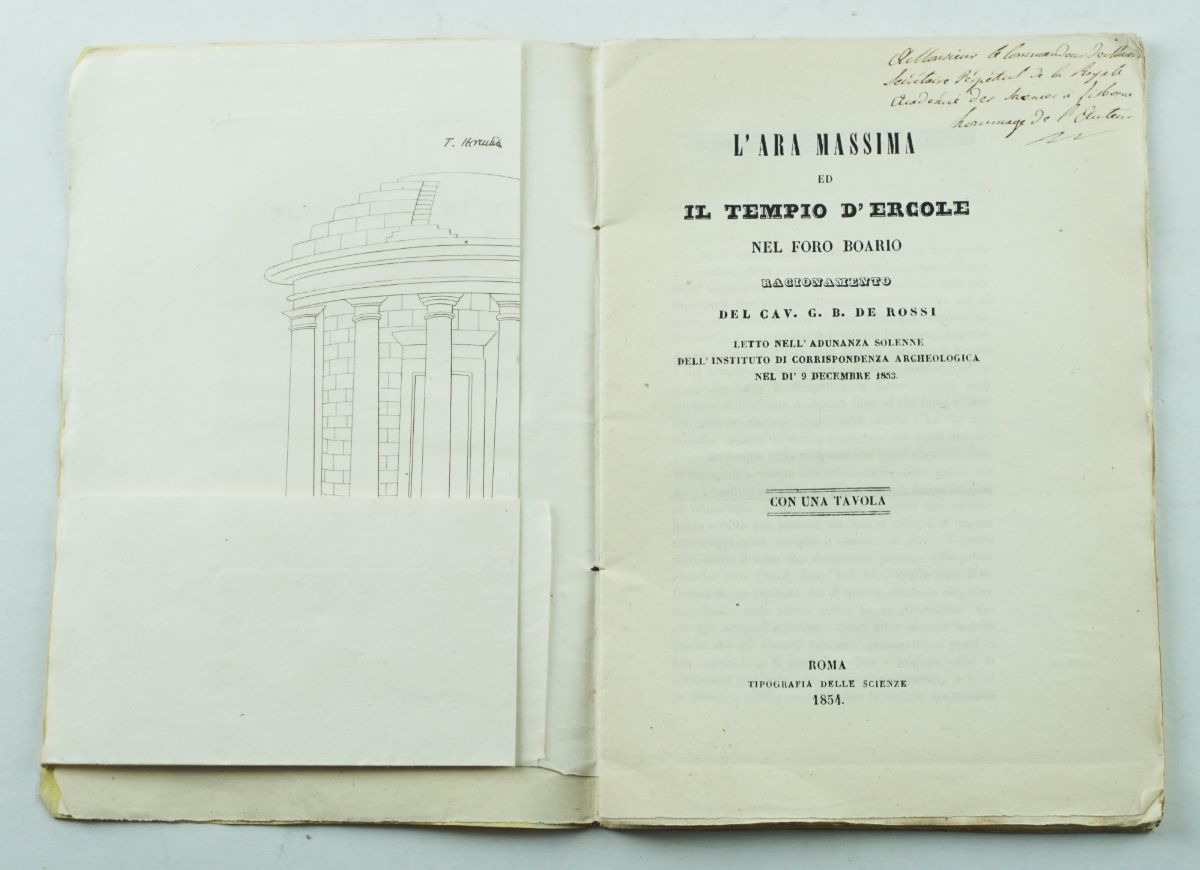 T. Herculis
A Monsieur le Commandeur
Secrétaire Perpétuel de la Royale
Académie des Sciences à Lisbonne
hommage de l'Auteur
L'ARA MASSIMA
ED
IL TEMPIO D'ERCOLE
NEL FORO BOARIO
RAGIONAMENTO
DEL CAV. G. B. DE ROSSI
LETTO NELL'ADUNANZA SOLENNE
DELL'INSTITUTO DI CORRISPONDENZA ARCHEOLOGICA
NEL DI' 9 DECEMBRE 1853.
CON UNA TAVOLA
ROMA
TIPOGRAFIA DELLE SCIENZE
1854.